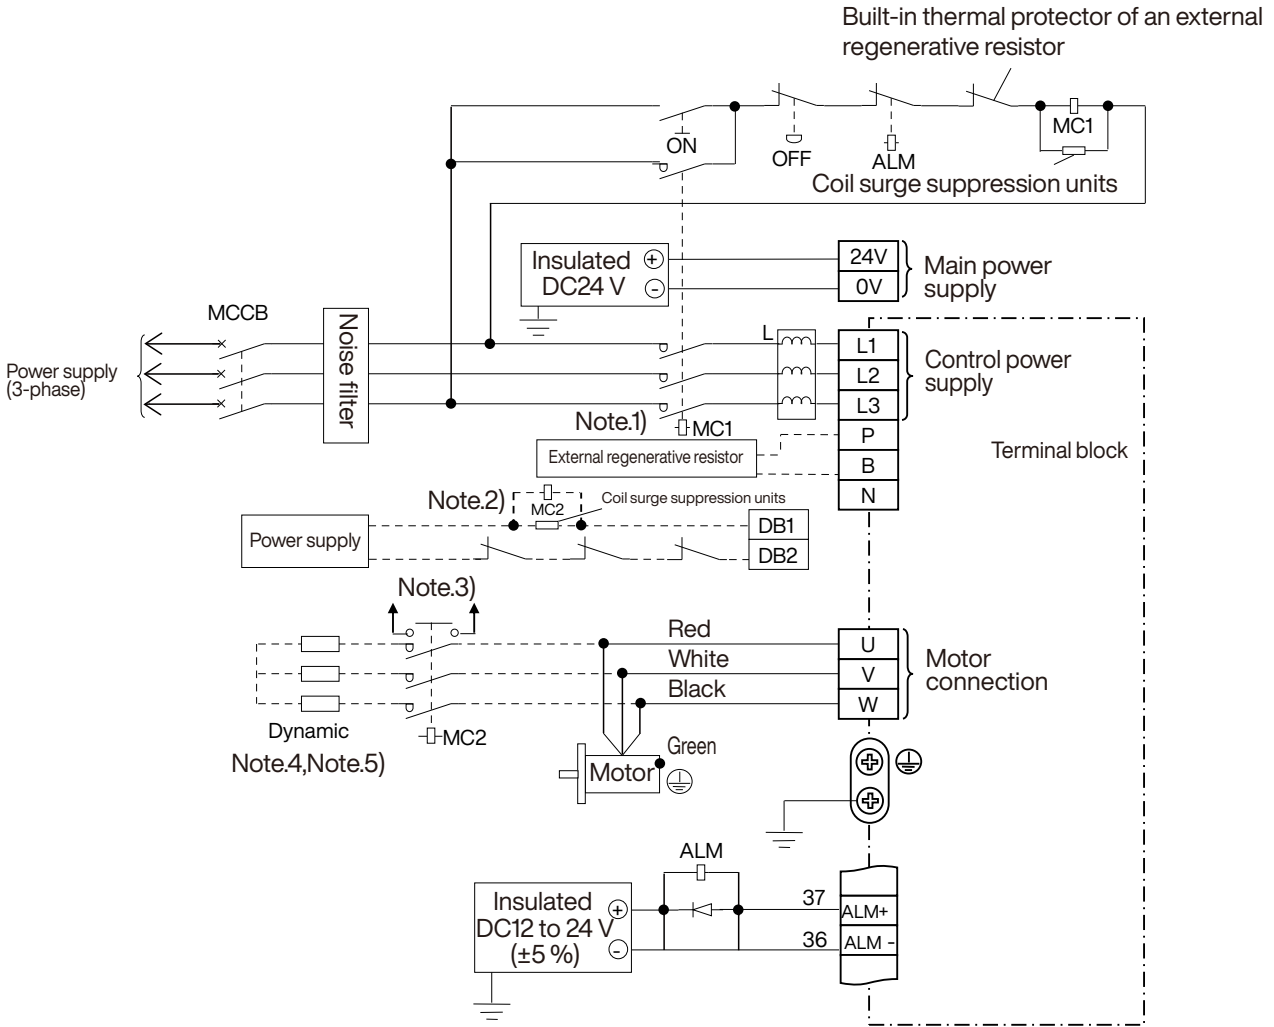 Built-in thermal protector of an external
regenerative resistor
ON
OFF
ALM
MC1
Coil surge suppression units
Insulated
DC24 V
+
-
24V
0V
Main power
supply
MCCB
Noise filter
Power supply
(3-phase)
L
L1
L2
L3
Control power
supply
Note.1)
MC1
P
B
N
External regenerative resistor
Terminal block
Note.2)
MC2
Coil surge suppression units
Power supply
DB1
DB2
Note.3)
Red
White
Black
U
V
W
Motor
connection
Dynamic
Note.4,Note.5)
MC2
Green
Motor
ALM
Insulated
DC12 to 24 V
(±5 %)
+
-
37
36
ALM+
ALM -